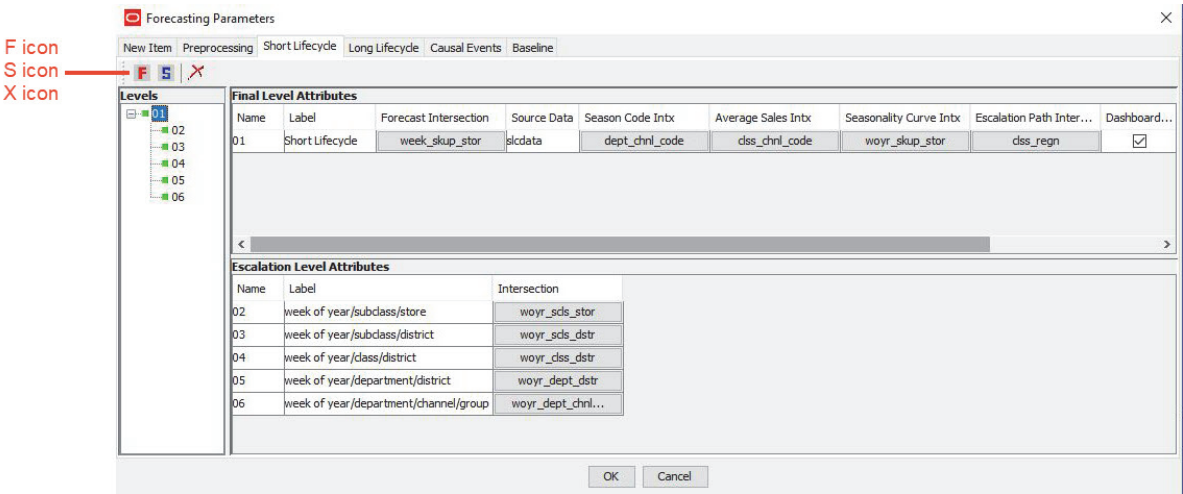 Forecasting Parameters
New Item Preprocessing Short Lifecycle Long Lifecycle Causal Events Baseline
F icon
S icon
X icon
F S X
Levels
01
02
03
04
05
06
Final Level Attributes
Name Label Forecast Intersection Source Data Season Code Intx Average Sales Intx Seasonality Curve Intx Escalation Path Inter... Dashboard...
01 Short Lifecycle week_skup_stor slcdata dept_chnl_code clss_chnl_code woyr_skup_stor clss_regn
Escalation Level Attributes
Name Label Intersection
02 week of year/subclass/store woyr_scls_stor
03 week of year/subclass/district woyr_scls_dstr
04 week of year/class/district woyr_clss_dstr
05 week of year/department/district woyr_dept_dstr
06 week of year/department/channel/group woyr_dept_chnl...
OK Cancel